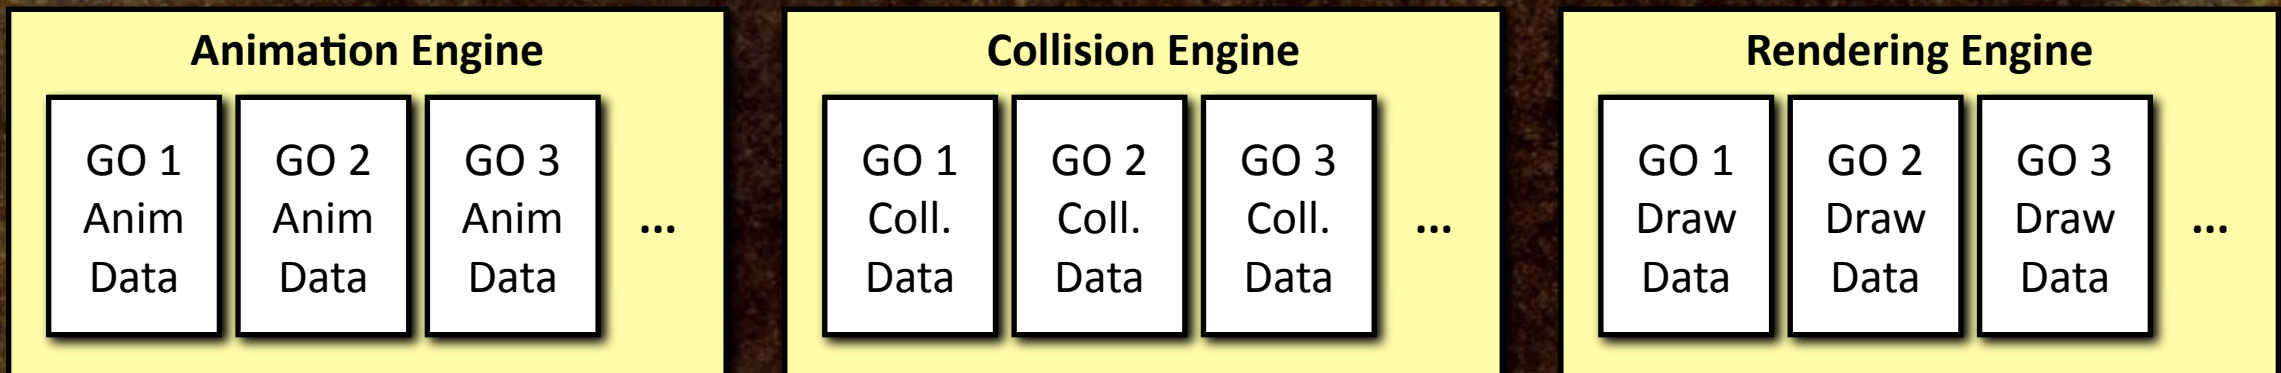 Animation Engine
GO 1
Anim
Data
GO 2
Anim
Data
GO 3
Anim
Data
...
Collision Engine
GO 1
Coll.
Data
GO 2
Coll.
Data
GO 3
Coll.
Data
...
Rendering Engine
GO 1
Draw
Data
GO 2
Draw
Data
GO 3
Draw
Data
...